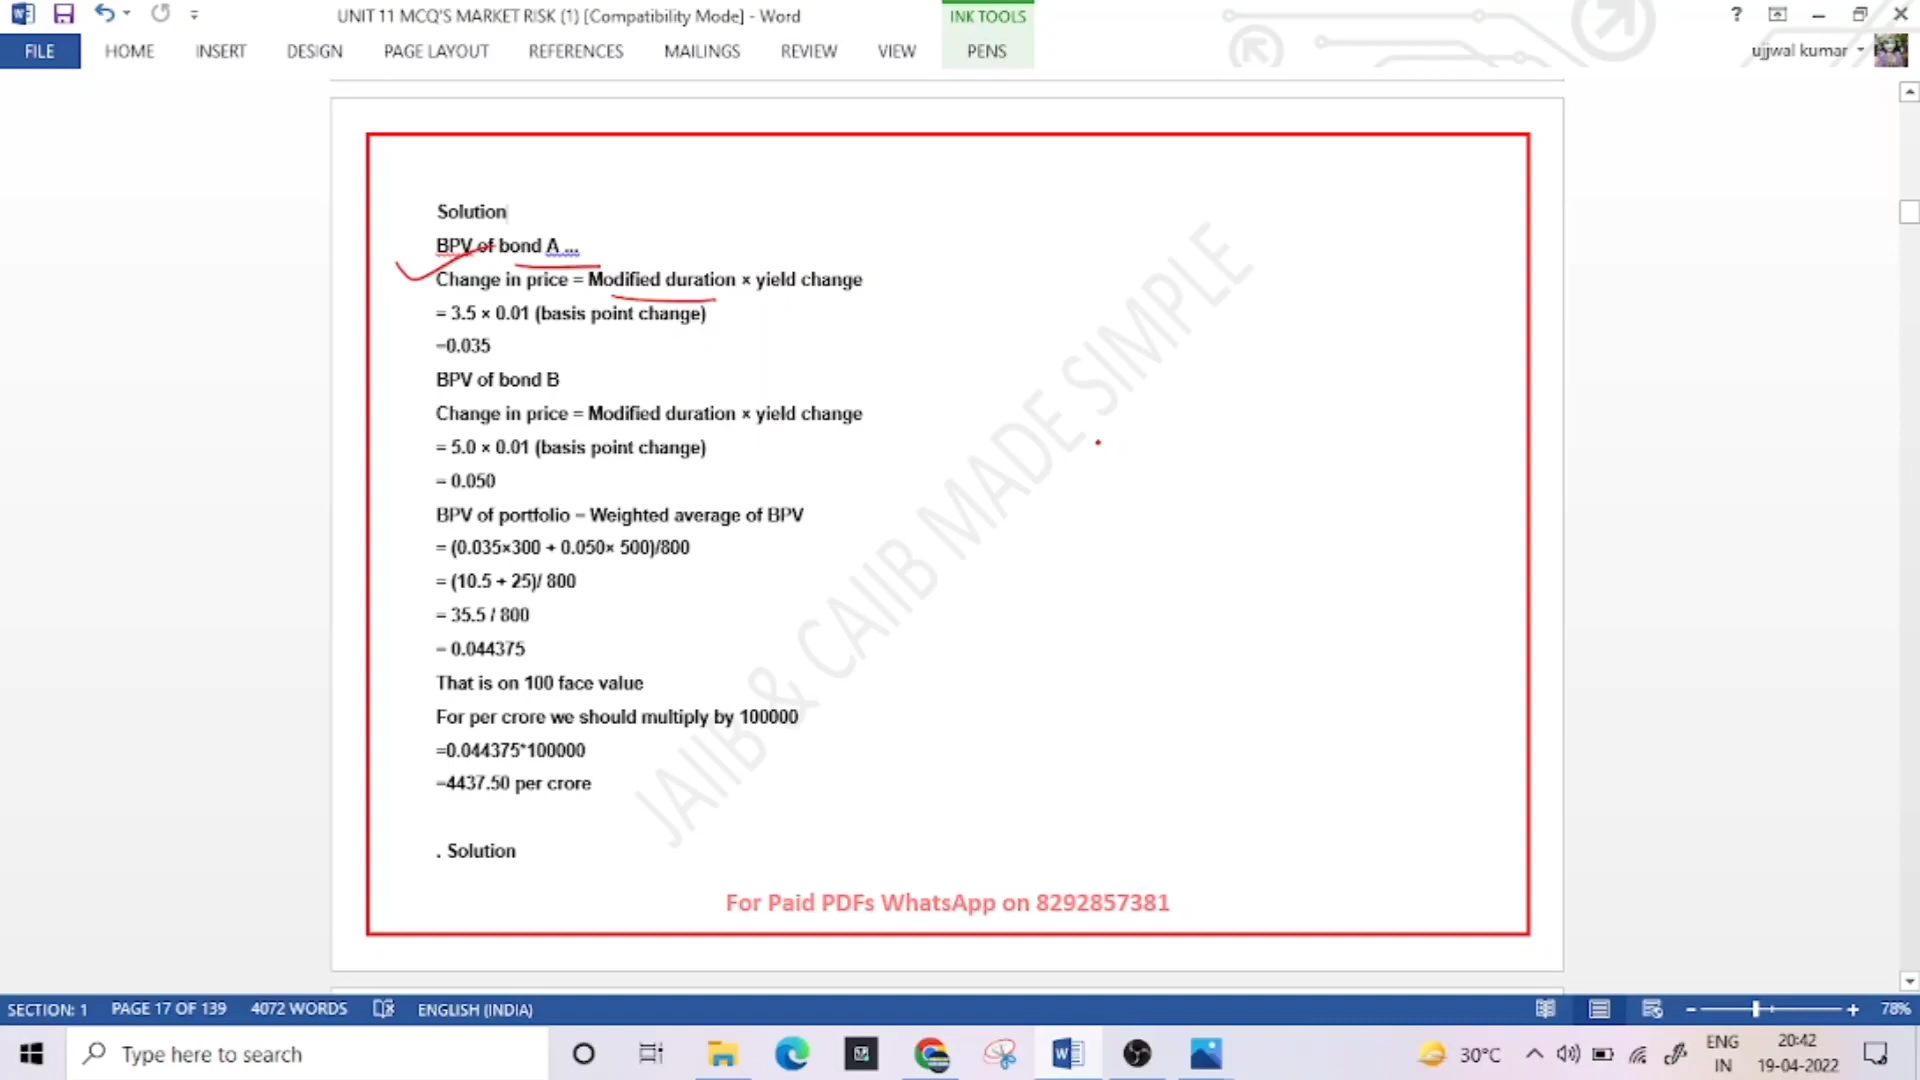 UNIT 11 MCQ'S MARKET RISK (1) [Compatibility Mode] - Word
INK TOOLS
?
FILE
HOME
INSERT
DESIGN
PAGE LAYOUT
REFERENCES
MAILINGS
REVIEW
VIEW
PENS
ujjwal kumar
Solution
BPV of bond A ...
Change in price = Modified duration × yield change
= 3.5 × 0.01 (basis point change)
=0.035
BPV of bond B
Change in price = Modified duration × yield change
= 5.0 × 0.01 (basis point change)
= 0.050
BPV of portfolio = Weighted average of BPV
= (0.035×300 + 0.050× 500)/800
= (10.5 + 25)/ 800
= 35.5 / 800
= 0.044375
That is on 100 face value
For per crore we should multiply by 100000
=0.044375*100000
=4437.50 per crore
. Solution
JAIIB & CAIIB MADE SIMPLE
For Paid PDFs WhatsApp on 8292857381
SECTION: 1
PAGE 17 OF 139
4072 WORDS
ENGLISH (INDIA)
78%
Type here to search
30°C
ENG
IN
20:42
19-04-2022